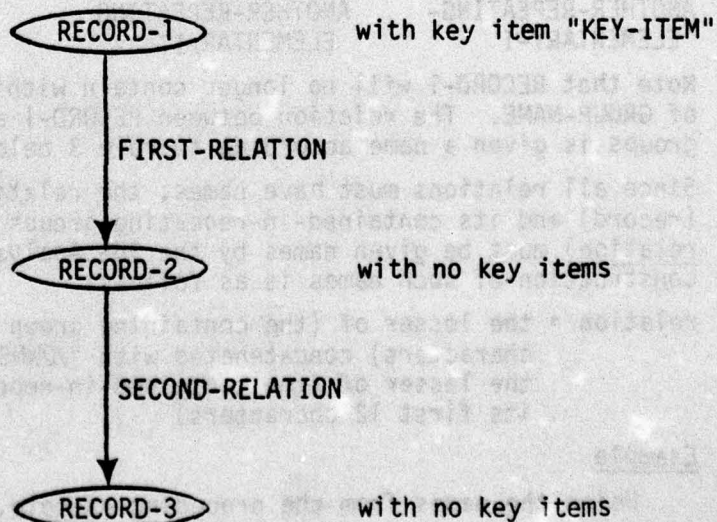 RECORD-1 with key item "KEY-ITEM"
FIRST-RELATION
RECORD-2 with no key items
SECOND-RELATION
RECORD-3 with no key items